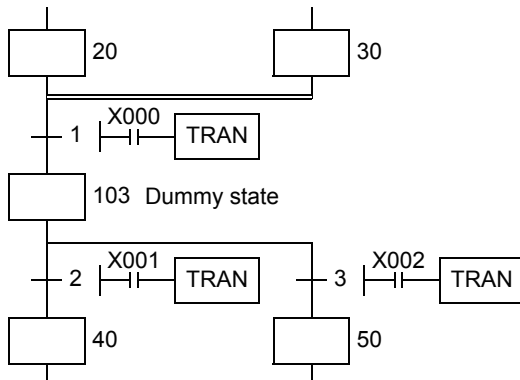 20
30
X000
1
TRAN
103 Dummy state
X001
X002
2
TRAN
3
TRAN
40
50